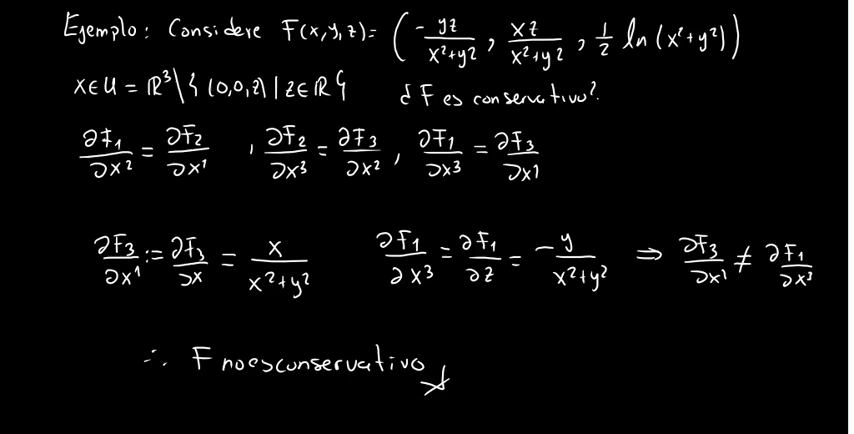 Ejemplo: Considere F(x,y,z)= (-yz/(x²+y²), xz/(x²+y²), 1/2 ln(x²+y²))
x∈U = ℝ³\{(0,0,z)|z∈ℝ} ¿F es conservativo?
∂F₁/∂x² = ∂F₂/∂x¹, ∂F₂/∂x³ = ∂F₃/∂x², ∂F₁/∂x³ = ∂F₃/∂x¹
∂F₃/∂x¹ := ∂F₃/∂x = x/(x²+y²) ∂F₁/∂x³ = ∂F₁/∂z = -y/(x²+y²) ⇒ ∂F₃/∂x¹ ≠ ∂F₁/∂x³
∴ F no es conservativo